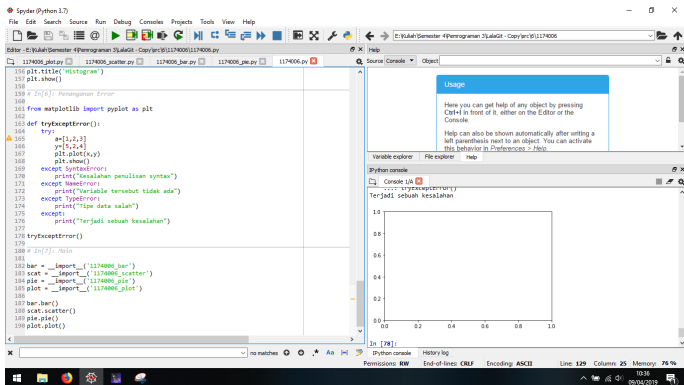 Spyder (Python 3.7)
File Edit Search Source Run Debug Consoles Projects Tools View Help
E:\Kuliah\Semester 4\Pemrograman 3\LalaGit - Copy\src\6\1174006
Editor - E:\Kuliah\Semester 4\Pemrograman 3\LalaGit - Copy\src\6\1174006\1174006.py
1174006_plot.py 1174006_scatter.py 1174006_bar.py 1174006_pie.py 1174006.py
156 plt.title('Histogram')
157 plt.show()
158
159 # In[6]: Penanganan Error
160
161 from matplotlib import pyplot as plt
162
163 def tryExceptError():
164 try:
165 a=[1,2,3]
166 y=[5,2,4]
167 plt.plot(x,y)
168 plt.show()
169 except SyntaxError:
170 print("Kesalahan penulisan syntax")
171 except NameError:
172 print("Variable tersebut tidak ada")
173 except TypeError:
174 print("Tipe data salah")
175 except:
176 print("Terjadi sebuah kesalahan")
177
178 tryExceptError()
179
180 # In[7]: Main
181
182 bar = __import__('1174006_bar')
183 scat = __import__('1174006_scatter')
184 pie = __import__('1174006_pie')
185 plot = __import__('1174006_plot')
186
187 bar.bar()
188 scat.scatter()
189 pie.pie()
190 plot.plot()
no matches .* Aa
Help
Source Console Object
Usage
Here you can get help of any object by pressing
Ctrl+I in front of it, either on the Editor or the
Console.
Help can also be shown automatically after writing a
left parenthesis next to an object. You can activate
this behavior in Preferences > Help.
Variable explorer File explorer Help
IPython console
Console 1/A
...: tryExceptError()
Terjadi sebuah kesalahan
1.0
0.8
0.6
0.4
0.2
0.0
0.0 0.2 0.4 0.6 0.8 1.0
In [78]:
IPython console History log
Permissions: RW End-of-lines: CRLF Encoding: ASCII Line: 129 Column: 25 Memory: 76 %
10:36
09/04/2019